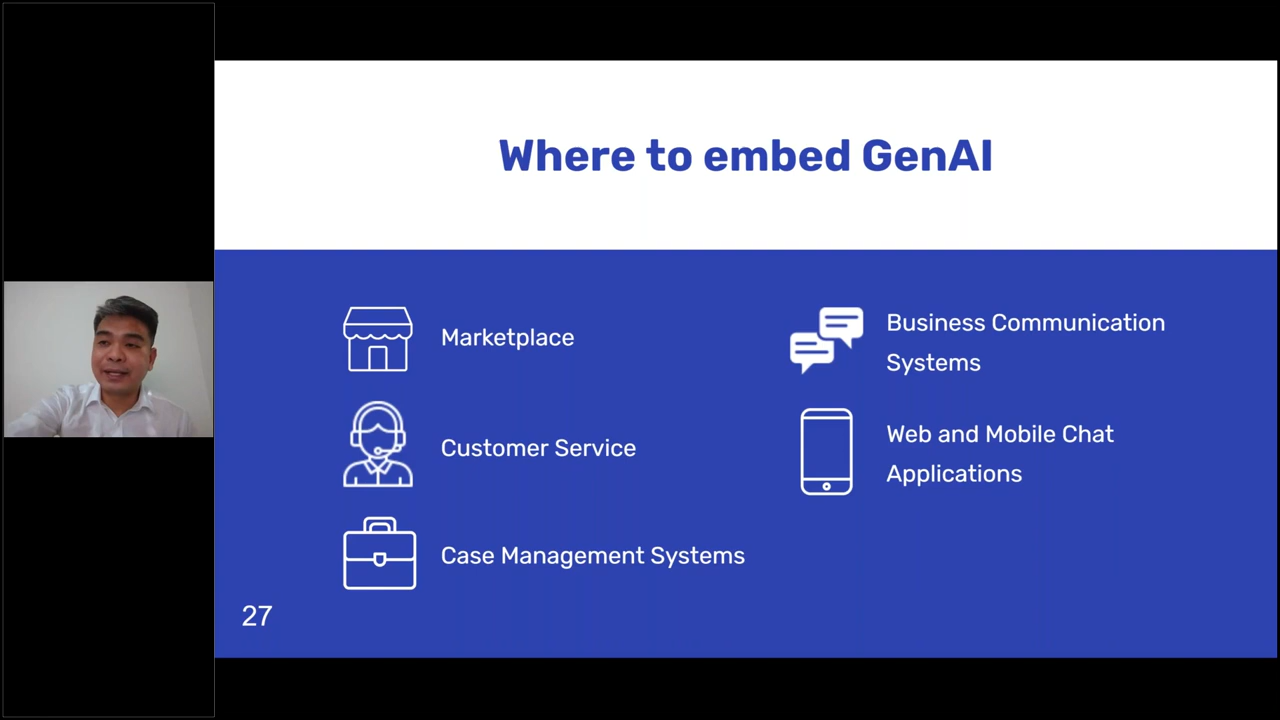 Where to embed GenAI
Marketplace
Customer Service
Case Management Systems
Business Communication
Systems
Web and Mobile Chat
Applications
27